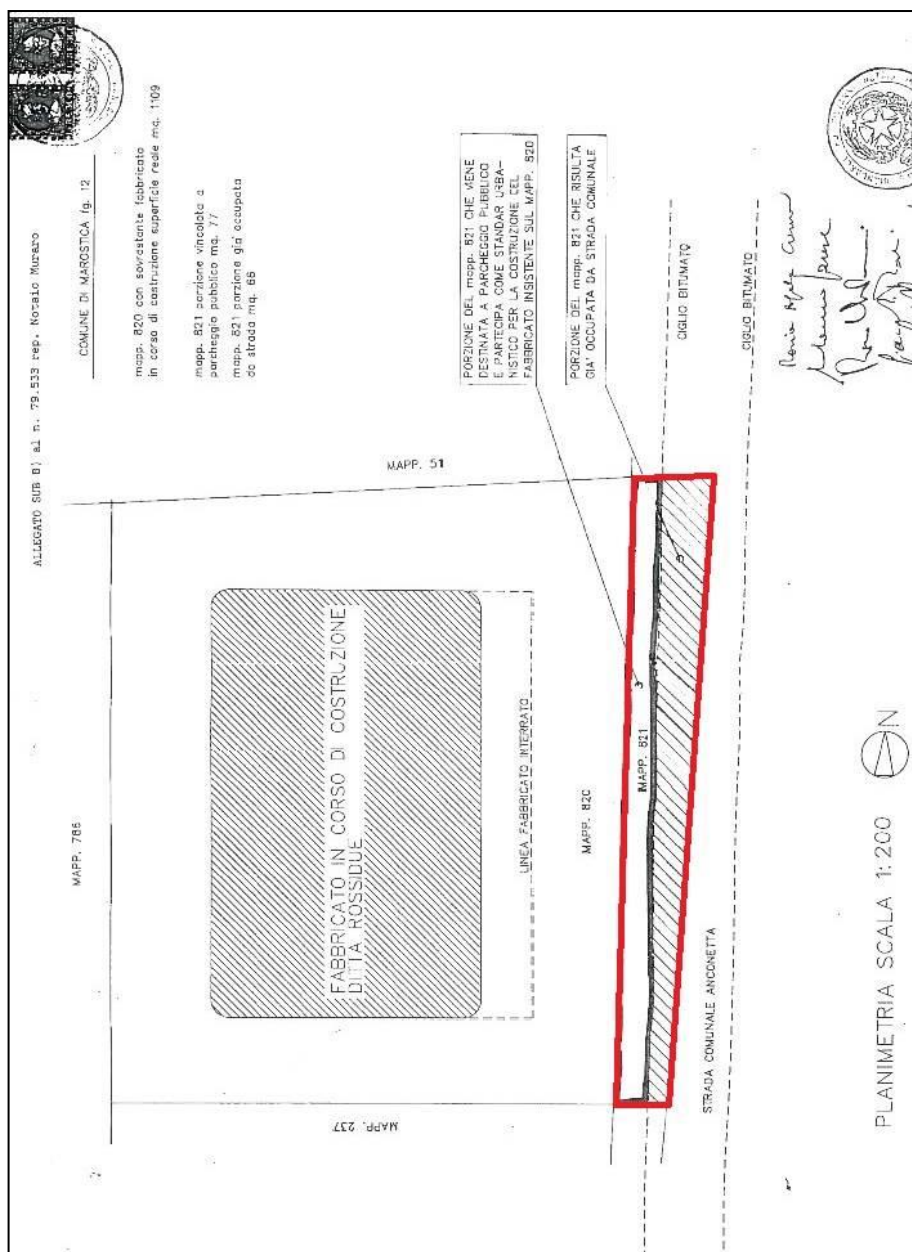 ALLEGATO SUB B) al n. 79.533 rep. Notaio Muraro
COMUNE DI MAROSTICA fg. 12
mapp. 820 con sovrastante fabbricato
in corso di costruzione superficie reale mq. 1109
mapp. 821 porzione vincolata a
parcheggio pubblico mq. 77
mapp. 821 porzione già occupata
da strada mq. 66
PORZIONE DEL mapp. 821 CHE VIENE
DESTINATA A PARCHEGGIO PUBBLICO
E PARTECIPA COME STANDAR URBA-
NISTICO PER LA COSTRUZIONE DEL
FABBRICATO INSISTENTE SUL MAPP. 820
PORZIONE DEL mapp. 821 CHE RISULTA
GIA' OCCUPATA DA STRADA COMUNALE
CIGLIO BITUMATO
CIGLIO BITUMATO
MAPP. 51
MAPP. 786
FABBRICATO IN CORSO DI COSTRUZIONE
DITTA ROSSIDUE
LINEA FABBRICATO INTERRATO
MAPP. 820
MAPP. 821
STRADA COMUNALE ANCONETTA
MAPP. 237
PLANIMETRIA SCALA 1:200
N